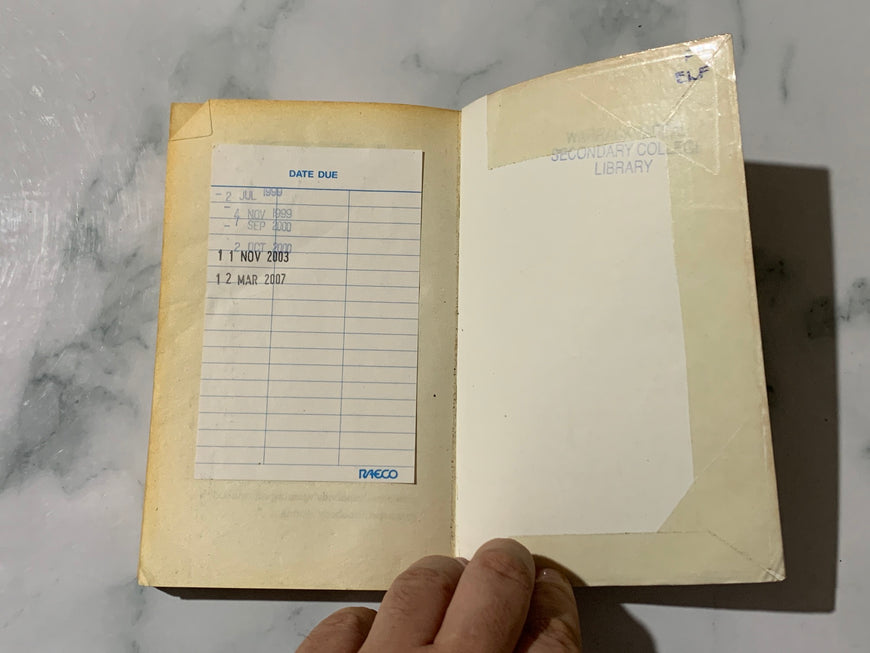 DATE DUE
- 2 JUL 1999
- 4 NOV 1999
- 1 SEP 2000
- 2 OCT 2000
1 1 NOV 2003
1 2 MAR 2007
RAECO
SECONDARY COLLEGE
LIBRARY